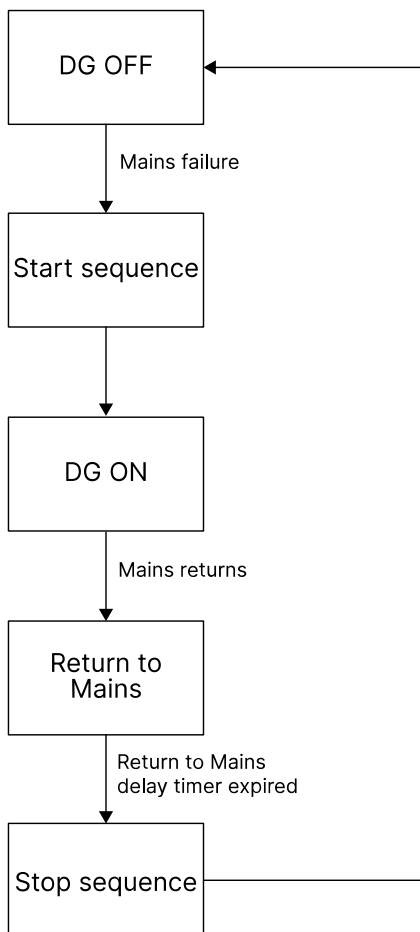 DG OFF
Mains failure
Start sequence
DG ON
Mains returns
Return to
Mains
Return to Mains
delay timer expired
Stop sequence